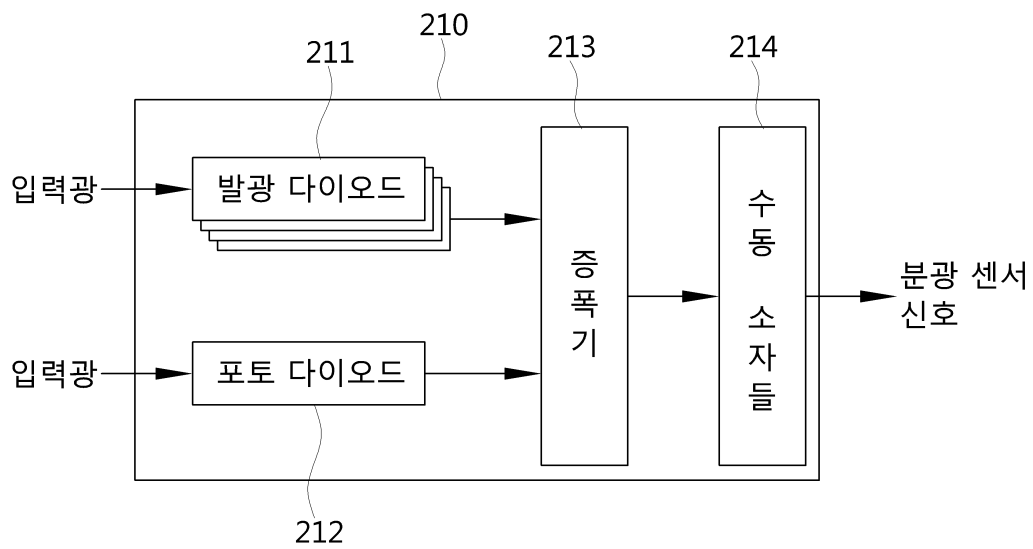 210
211
213
214
입력광
발광 다이오드
증폭기
수동 소자들
분광 센서
신호
입력광
포토 다이오드
212